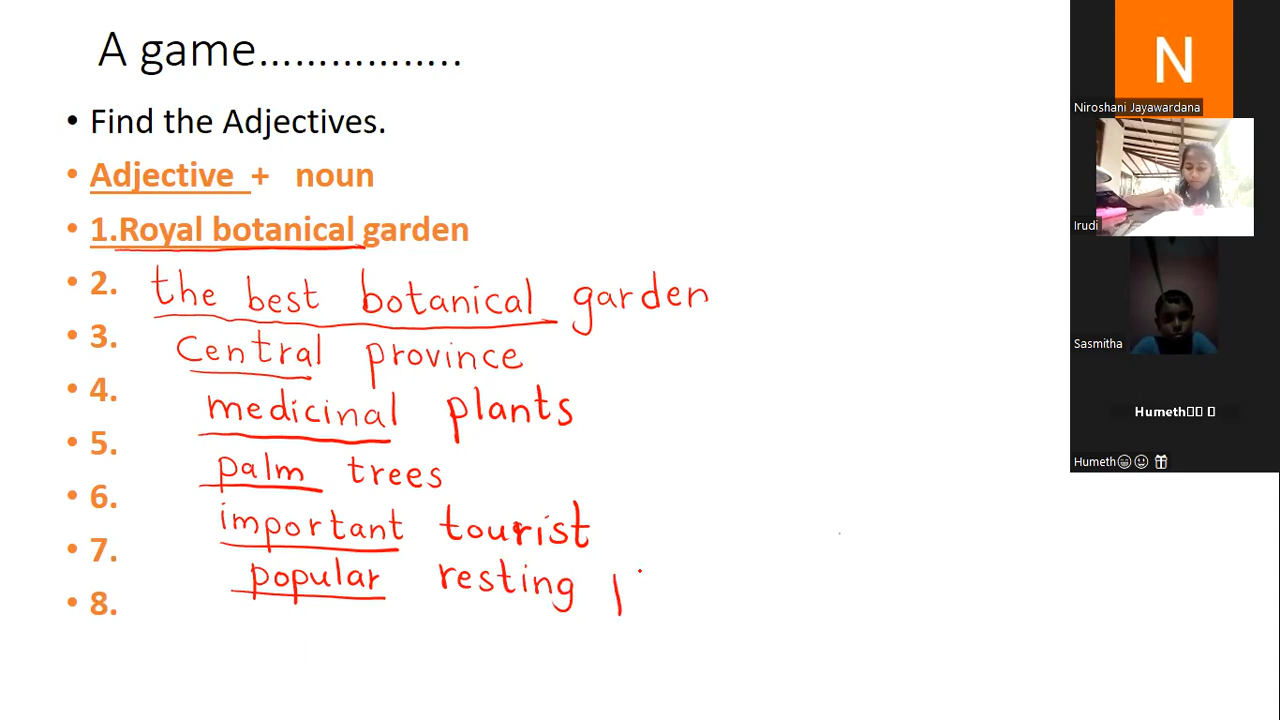 A game……………..
• Find the Adjectives.
• Adjective + noun
• 1.Royal botanical garden
• 2. the best botanical garden
• 3. Central province
• 4. medicinal plants
• 5. palm trees
• 6. important tourist
• 7. popular resting
• 8.
N
Niroshani Jayawardana
Irudi
Sasmitha
Humeth
Humeth